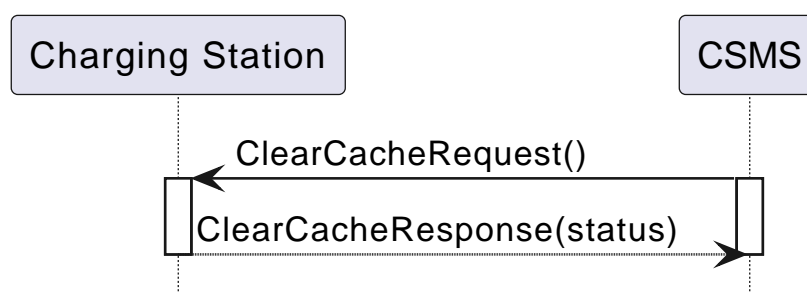 Charging Station
CSMS
ClearCacheRequest()
ClearCacheResponse(status)